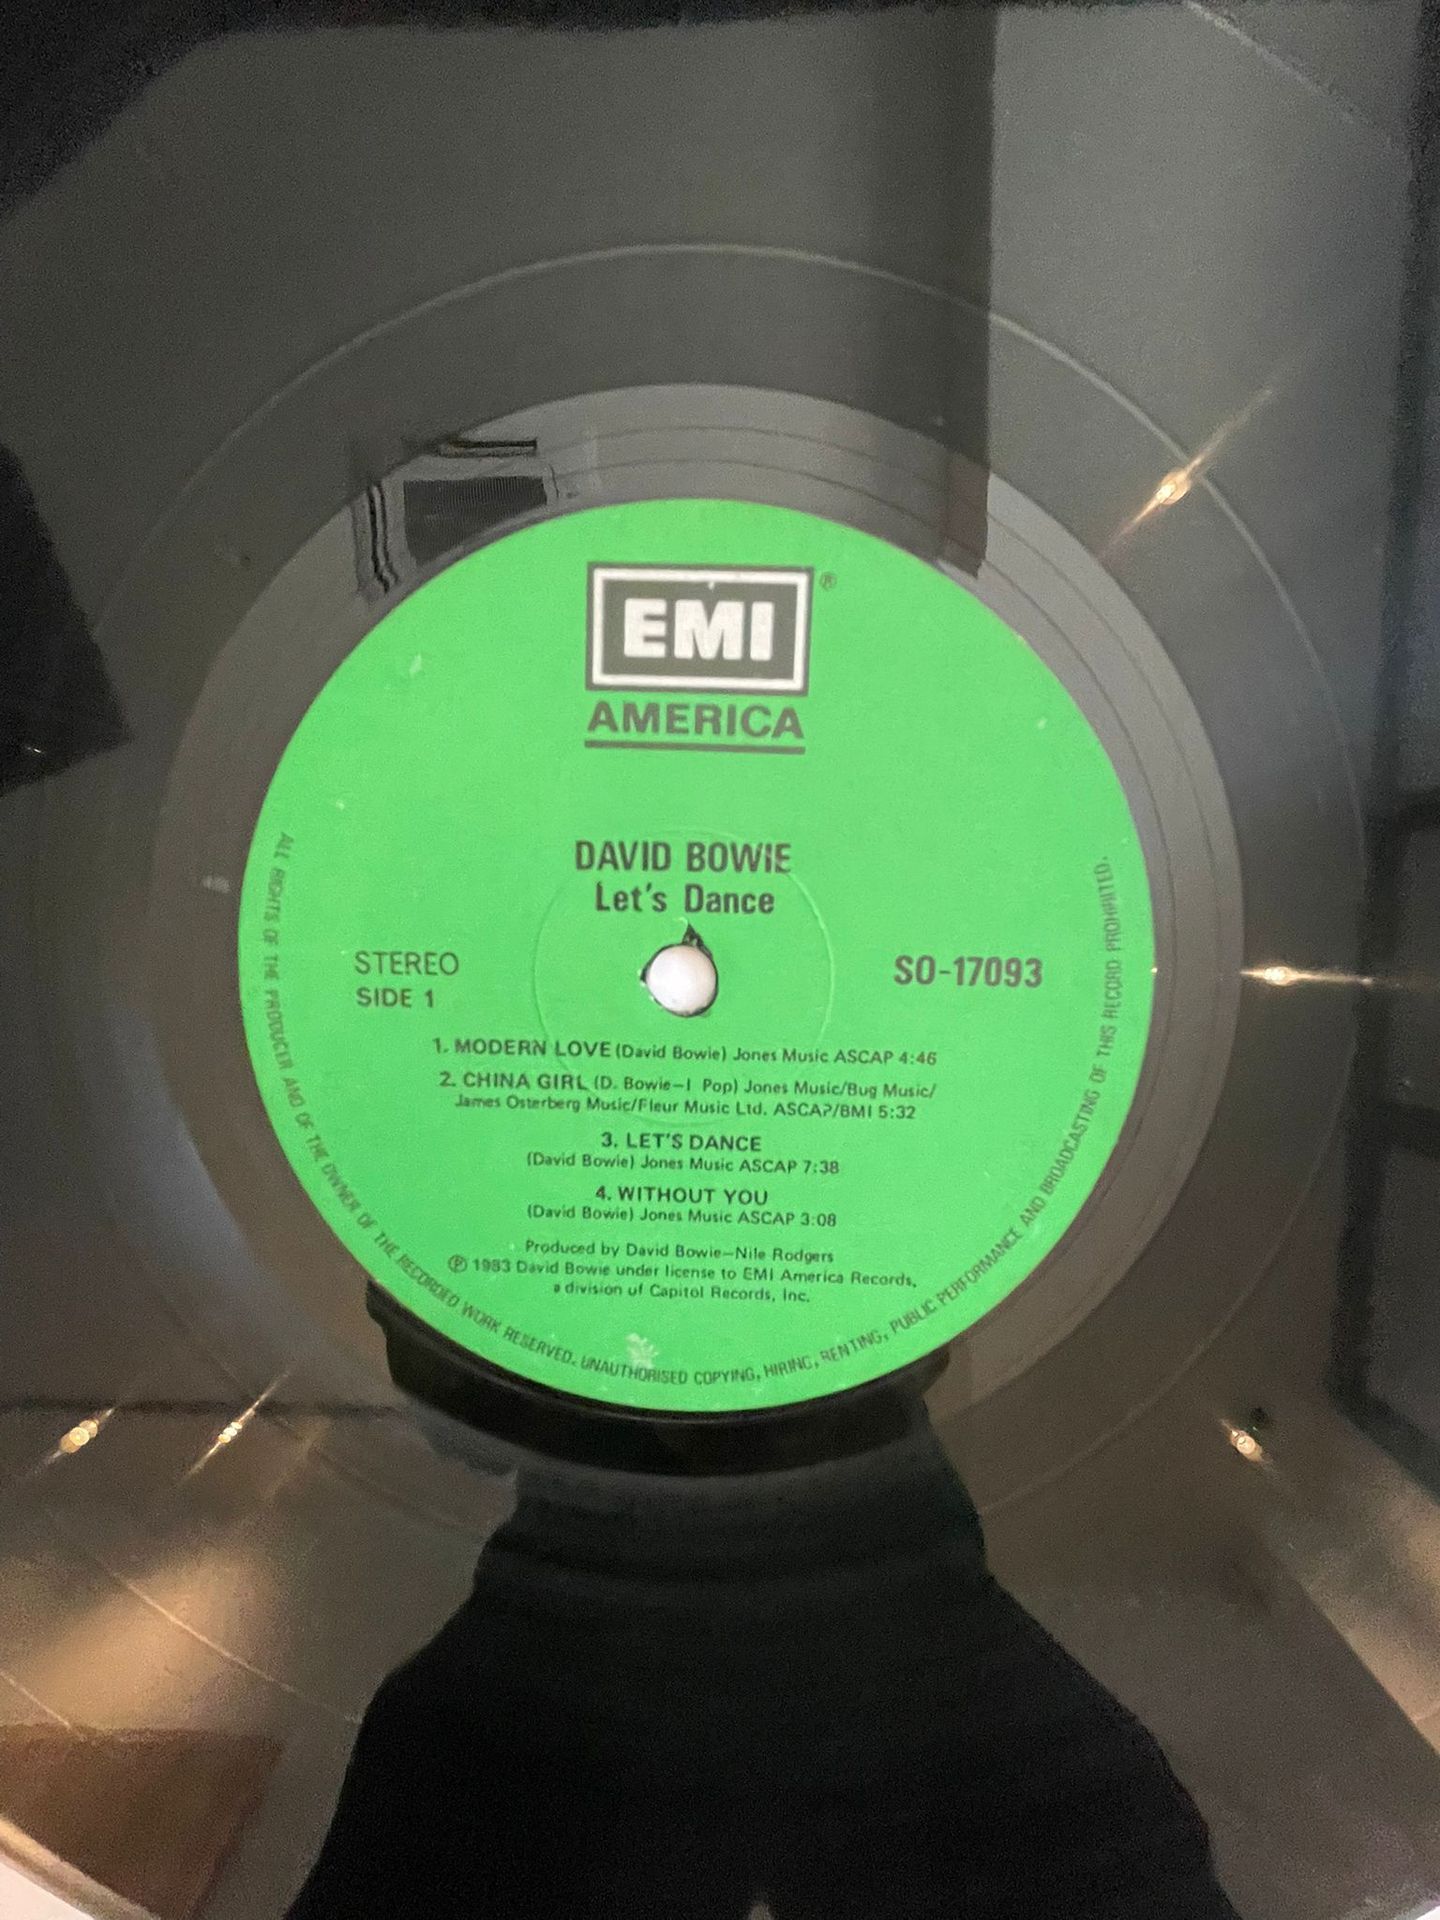 EMI®
AMERICA
DAVID BOWIE
Let's Dance
STEREO
SIDE 1
SO-17093
1. MODERN LOVE (David Bowie) Jones Music ASCAP 4:46
2. CHINA GIRL (D. Bowie–I Pop) Jones Music/Bug Music/
James Osterberg Music/Fleur Music Ltd. ASCAP/BMI 5:32
3. LET'S DANCE
(David Bowie) Jones Music ASCAP 7:38
4. WITHOUT YOU
(David Bowie) Jones Music ASCAP 3:08
Produced by David Bowie–Nile Rodgers
℗ 1983 David Bowie under license to EMI America Records,
a division of Capitol Records, Inc.
ALL RIGHTS OF THE PRODUCER AND OF THE OWNER OF THE RECORDED WORK RESERVED. UNAUTHORISED COPYING, HIRING, RENTING, PUBLIC PERFORMANCE AND BROADCASTING OF THIS RECORD PROHIBITED.